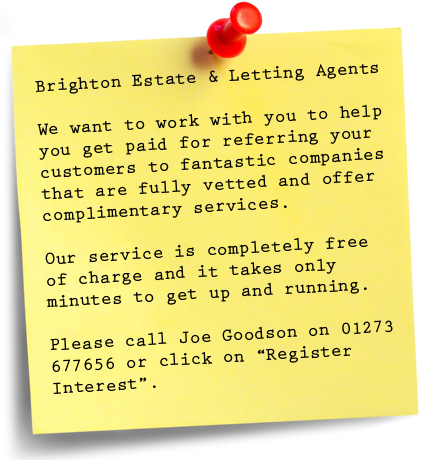 Brighton Estate & Letting Agents
We want to work with you to help
you get paid for referring your
customers to fantastic companies
that are fully vetted and offer
complimentary services.
Our service is completely free
of charge and it takes only
minutes to get up and running.
Please call Joe Goodson on 01273
677656 or click on “Register
Interest”.